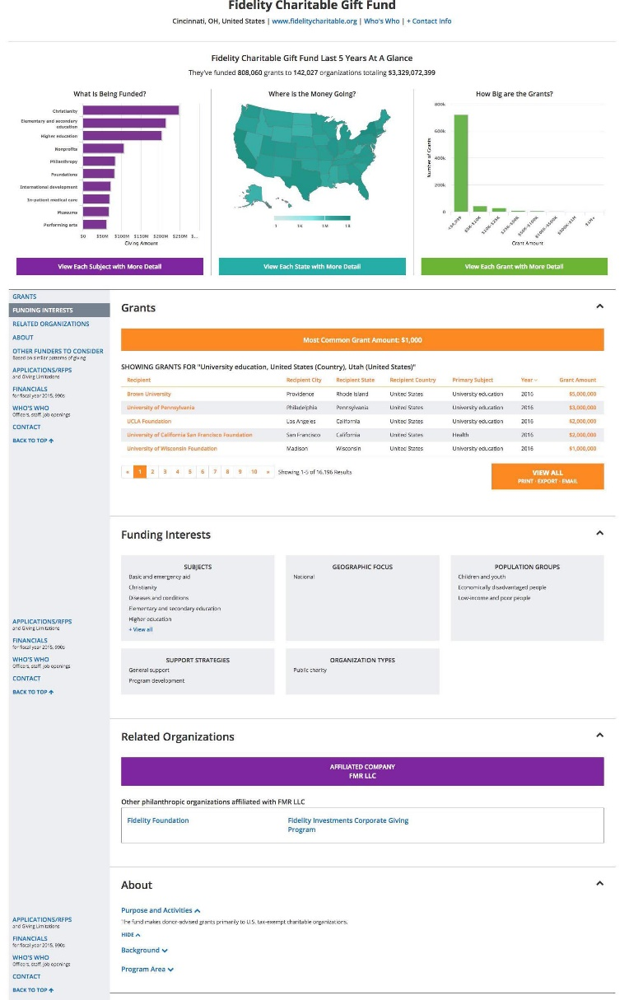 Fidelity Charitable Gift Fund
Cincinnati, OH, United States | www.fidelitycharitable.org | Who's Who | + Contact Info
Fidelity Charitable Gift Fund Last 5 Years At A Glance
They've funded 808,060 grants to 142,027 organizations totaling $3,329,072,399
What Is Being Funded?
Christianity
Elementary and secondary
education
Higher education
Nonprofits
Philanthropy
Foundations
International development
In-patient medical care
Museums
Performing arts
$0 $50M $100M $150M $200M $250M $...
Giving Amount
View Each Subject with More Detail
Where Is the Money Going?
1 1K 1M 1B
View Each State with More Detail
How Big are the Grants?
Number of Grants
800k
600k
400k
200k
0
<$4,999 $5K-$10K $10K-$25K $25K-$50K $50K-$100K $100K-$500K $500K-$1M $1M+
Grant Amount
View Each Grant with More Detail
GRANTS
FUNDING INTERESTS
RELATED ORGANIZATIONS
ABOUT
OTHER FUNDERS TO CONSIDER
Based on similar patterns of giving
APPLICATIONS/RFPS
and Giving Limitations
FINANCIALS
for fiscal year 2015, 990s
WHO'S WHO
Officers, staff, job openings
CONTACT
BACK TO TOP
Grants
Most Common Grant Amount: $1,000
SHOWING GRANTS FOR "University education, United States (Country), Utah (United States)"
Recipient Recipient City Recipient State Recipient Country Primary Subject Year Grant Amount
Brown University Providence Rhode Island United States University education 2016 $5,000,000
University of Pennsylvania Philadelphia Pennsylvania United States University education 2016 $3,000,000
UCLA Foundation Los Angeles California United States University education 2016 $2,000,000
University of California San Francisco Foundation San Francisco California United States Health 2016 $2,000,000
University of Wisconsin Foundation Madison Wisconsin United States University education 2016 $1,000,000
« 1 2 3 4 5 6 7 8 9 10 » Showing 1-5 of 16,196 Results
VIEW ALL
PRINT · EXPORT · EMAIL
Funding Interests
SUBJECTS
Basic and emergency aid
Christianity
Diseases and conditions
Elementary and secondary education
Higher education
+ View all
GEOGRAPHIC FOCUS
National
POPULATION GROUPS
Children and youth
Economically disadvantaged people
Low-income and poor people
SUPPORT STRATEGIES
General support
Program development
ORGANIZATION TYPES
Public charity
APPLICATIONS/RFPS
and Giving Limitations
FINANCIALS
for fiscal year 2015, 990s
WHO'S WHO
Officers, staff, job openings
CONTACT
BACK TO TOP
Related Organizations
AFFILIATED COMPANY
FMR LLC
Other philanthropic organizations affiliated with FMR LLC
Fidelity Foundation
Fidelity Investments Corporate Giving
Program
About
Purpose and Activities
The fund makes donor-advised grants primarily to U.S. tax-exempt charitable organizations.
HIDE
Background
Program Area
APPLICATIONS/RFPS
and Giving Limitations
FINANCIALS
for fiscal year 2015, 990s
WHO'S WHO
Officers, staff, job openings
CONTACT
BACK TO TOP